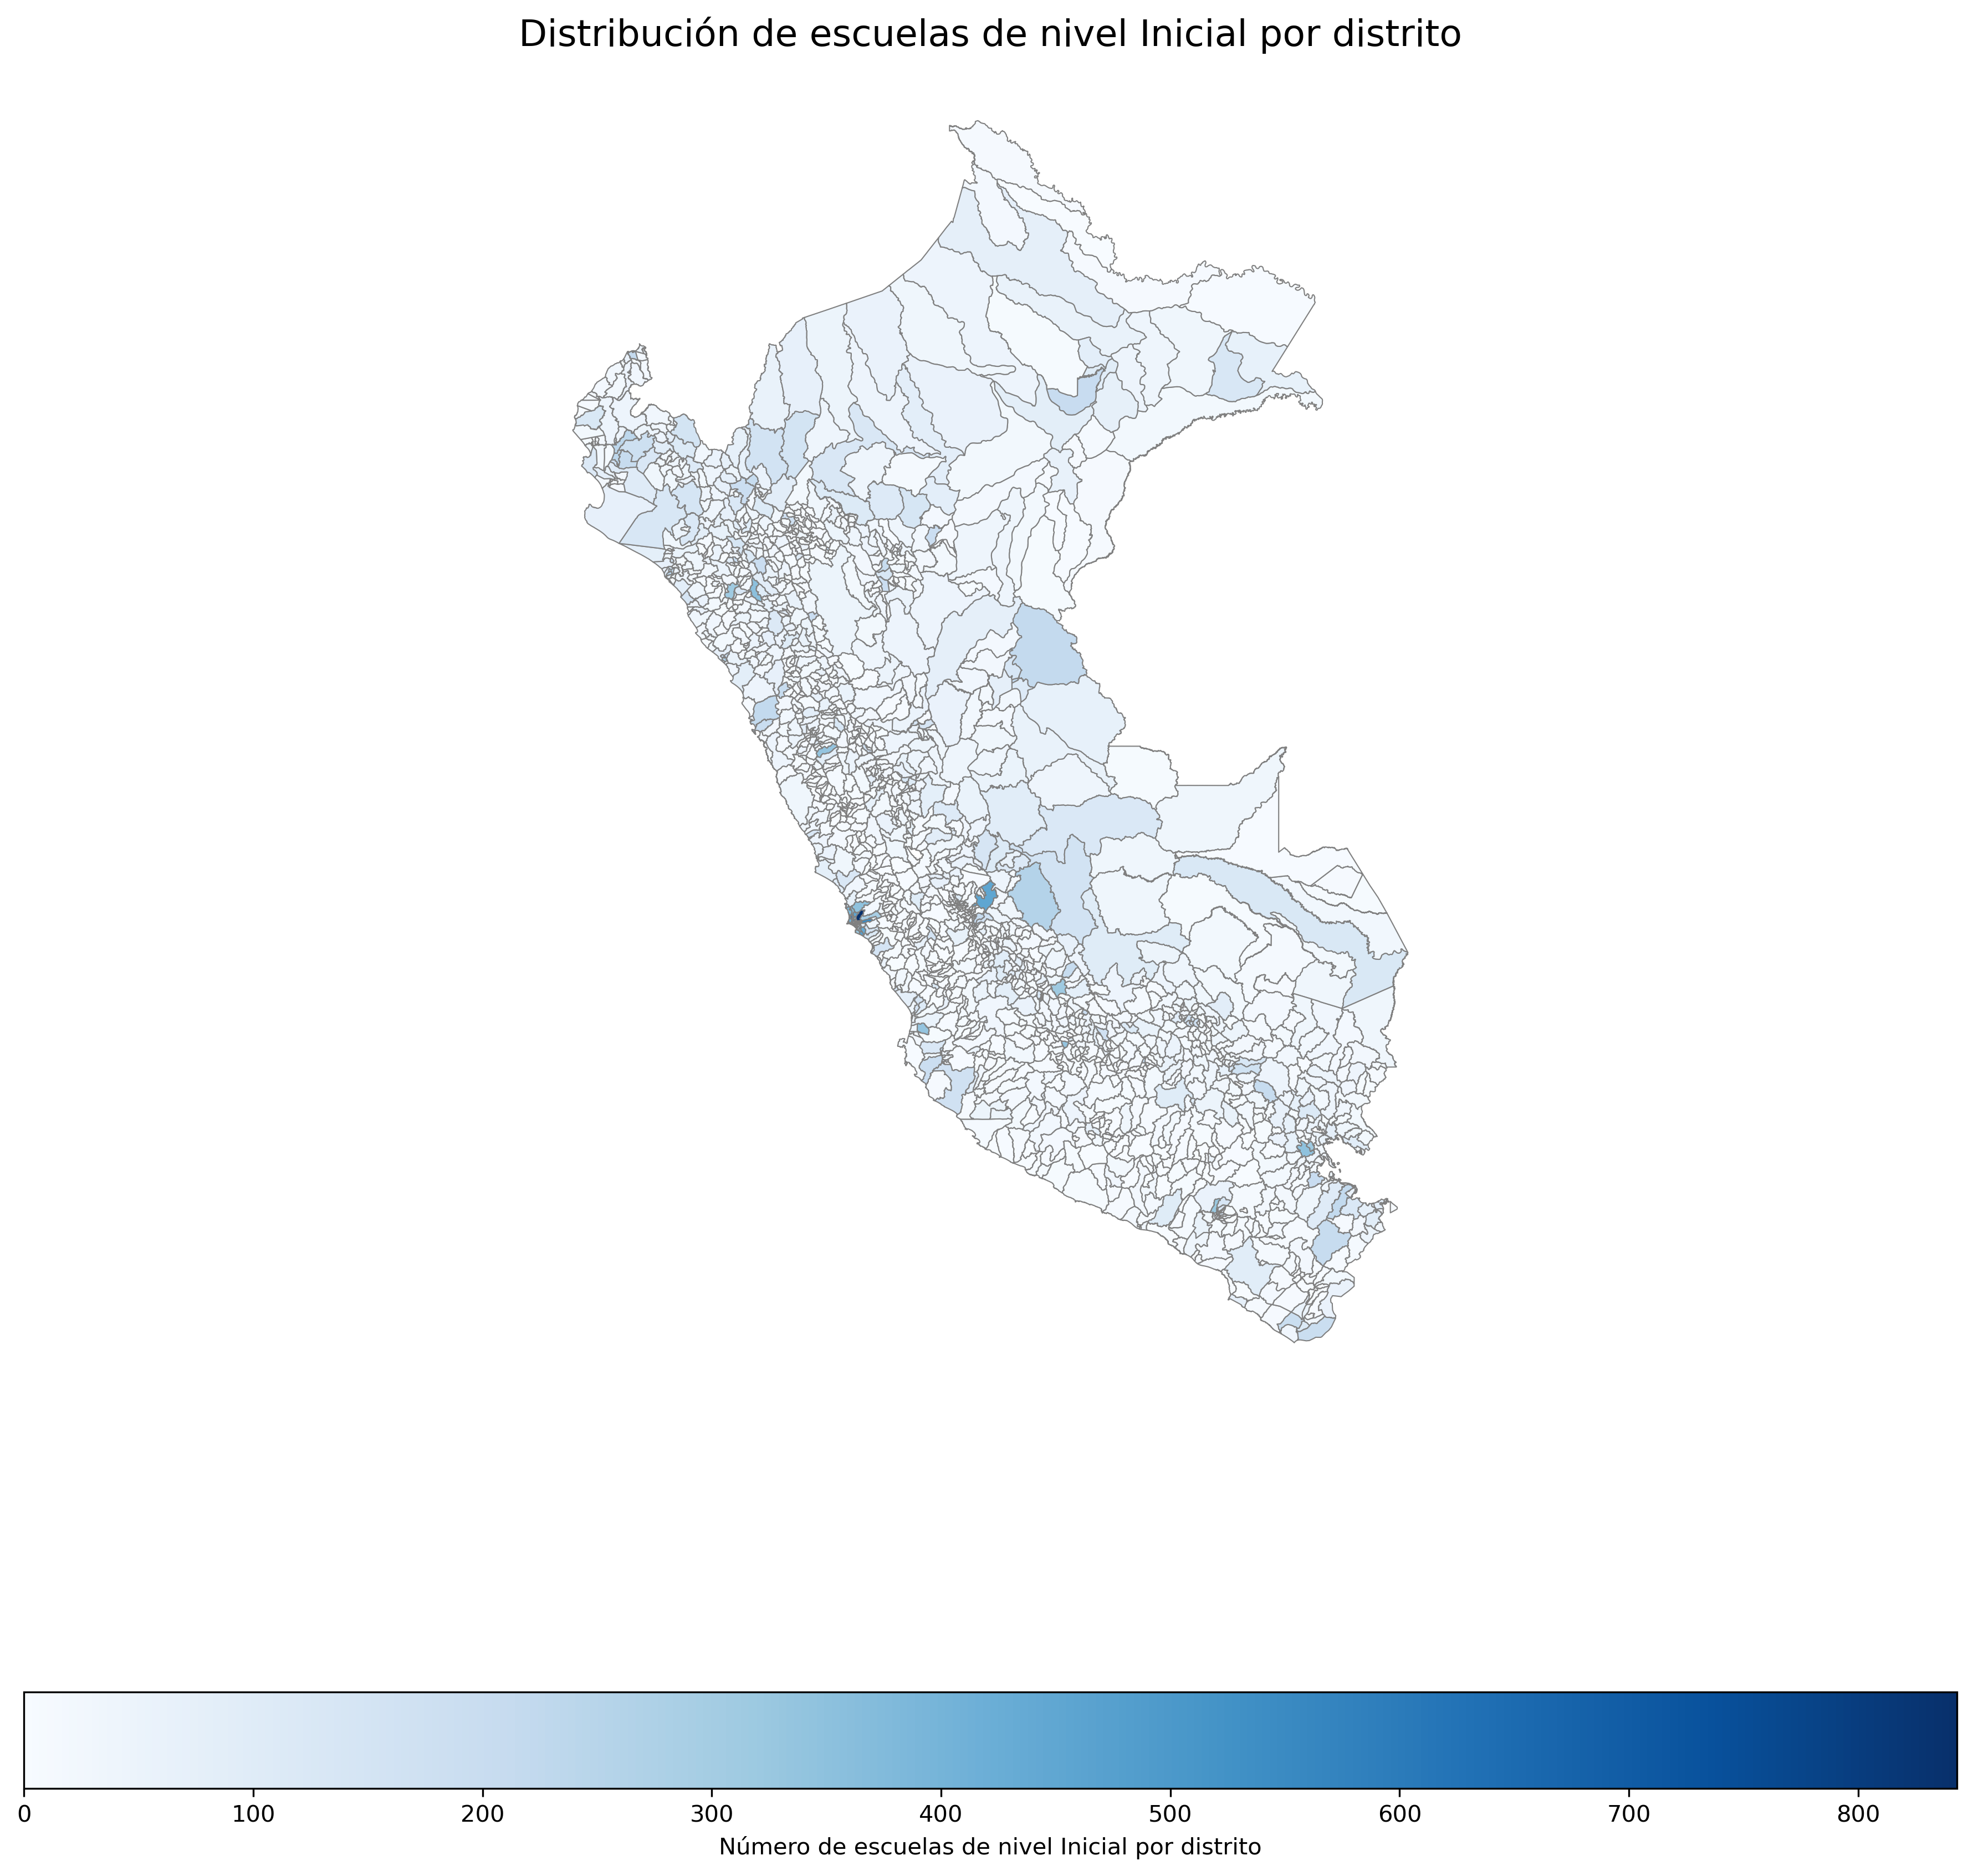 Distribución de escuelas de nivel Inicial por distrito
0 100 200 300 400 500 600 700 800
Número de escuelas de nivel Inicial por distrito